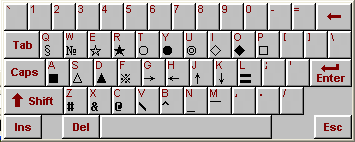 ` 1 2 3 4 5 6 7 8 9 0 - = ←
Tab Q W E R T Y U I O P [ ] \
§ № ☆ ★ ○ ● ◎ ◇ ◆ □
Caps A S D F G H J K L ; ' Enter
■ △ ▲ ※ → ← ↑ ↓ 〓
Shift Z X C V B N M , . /
# & @ \ ^ _ ¯
Ins Del Esc